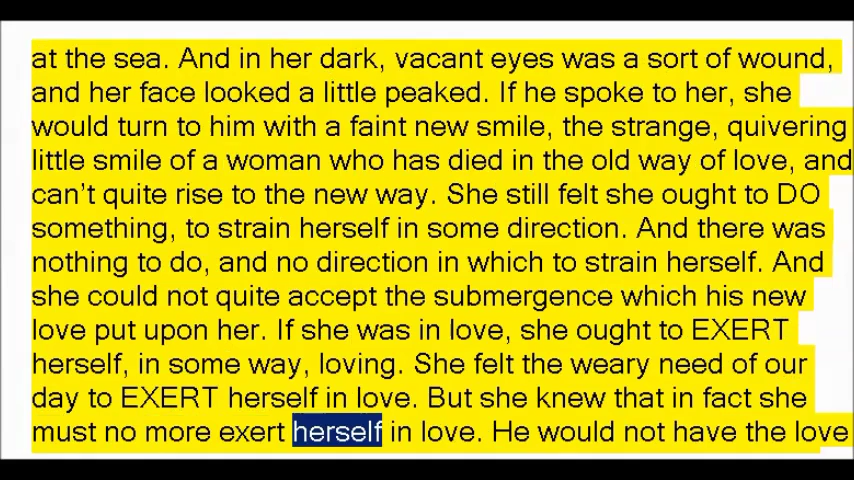 at the sea. And in her dark, vacant eyes was a sort of wound,
and her face looked a little peaked. If he spoke to her, she
would turn to him with a faint new smile, the strange, quivering
little smile of a woman who has died in the old way of love, and
can't quite rise to the new way. She still felt she ought to DO
something, to strain herself in some direction. And there was
nothing to do, and no direction in which to strain herself. And
she could not quite accept the submergence which his new
love put upon her. If she was in love, she ought to EXERT
herself, in some way, loving. She felt the weary need of our
day to EXERT herself in love. But she knew that in fact she
must no more exert herself in love. He would not have the love